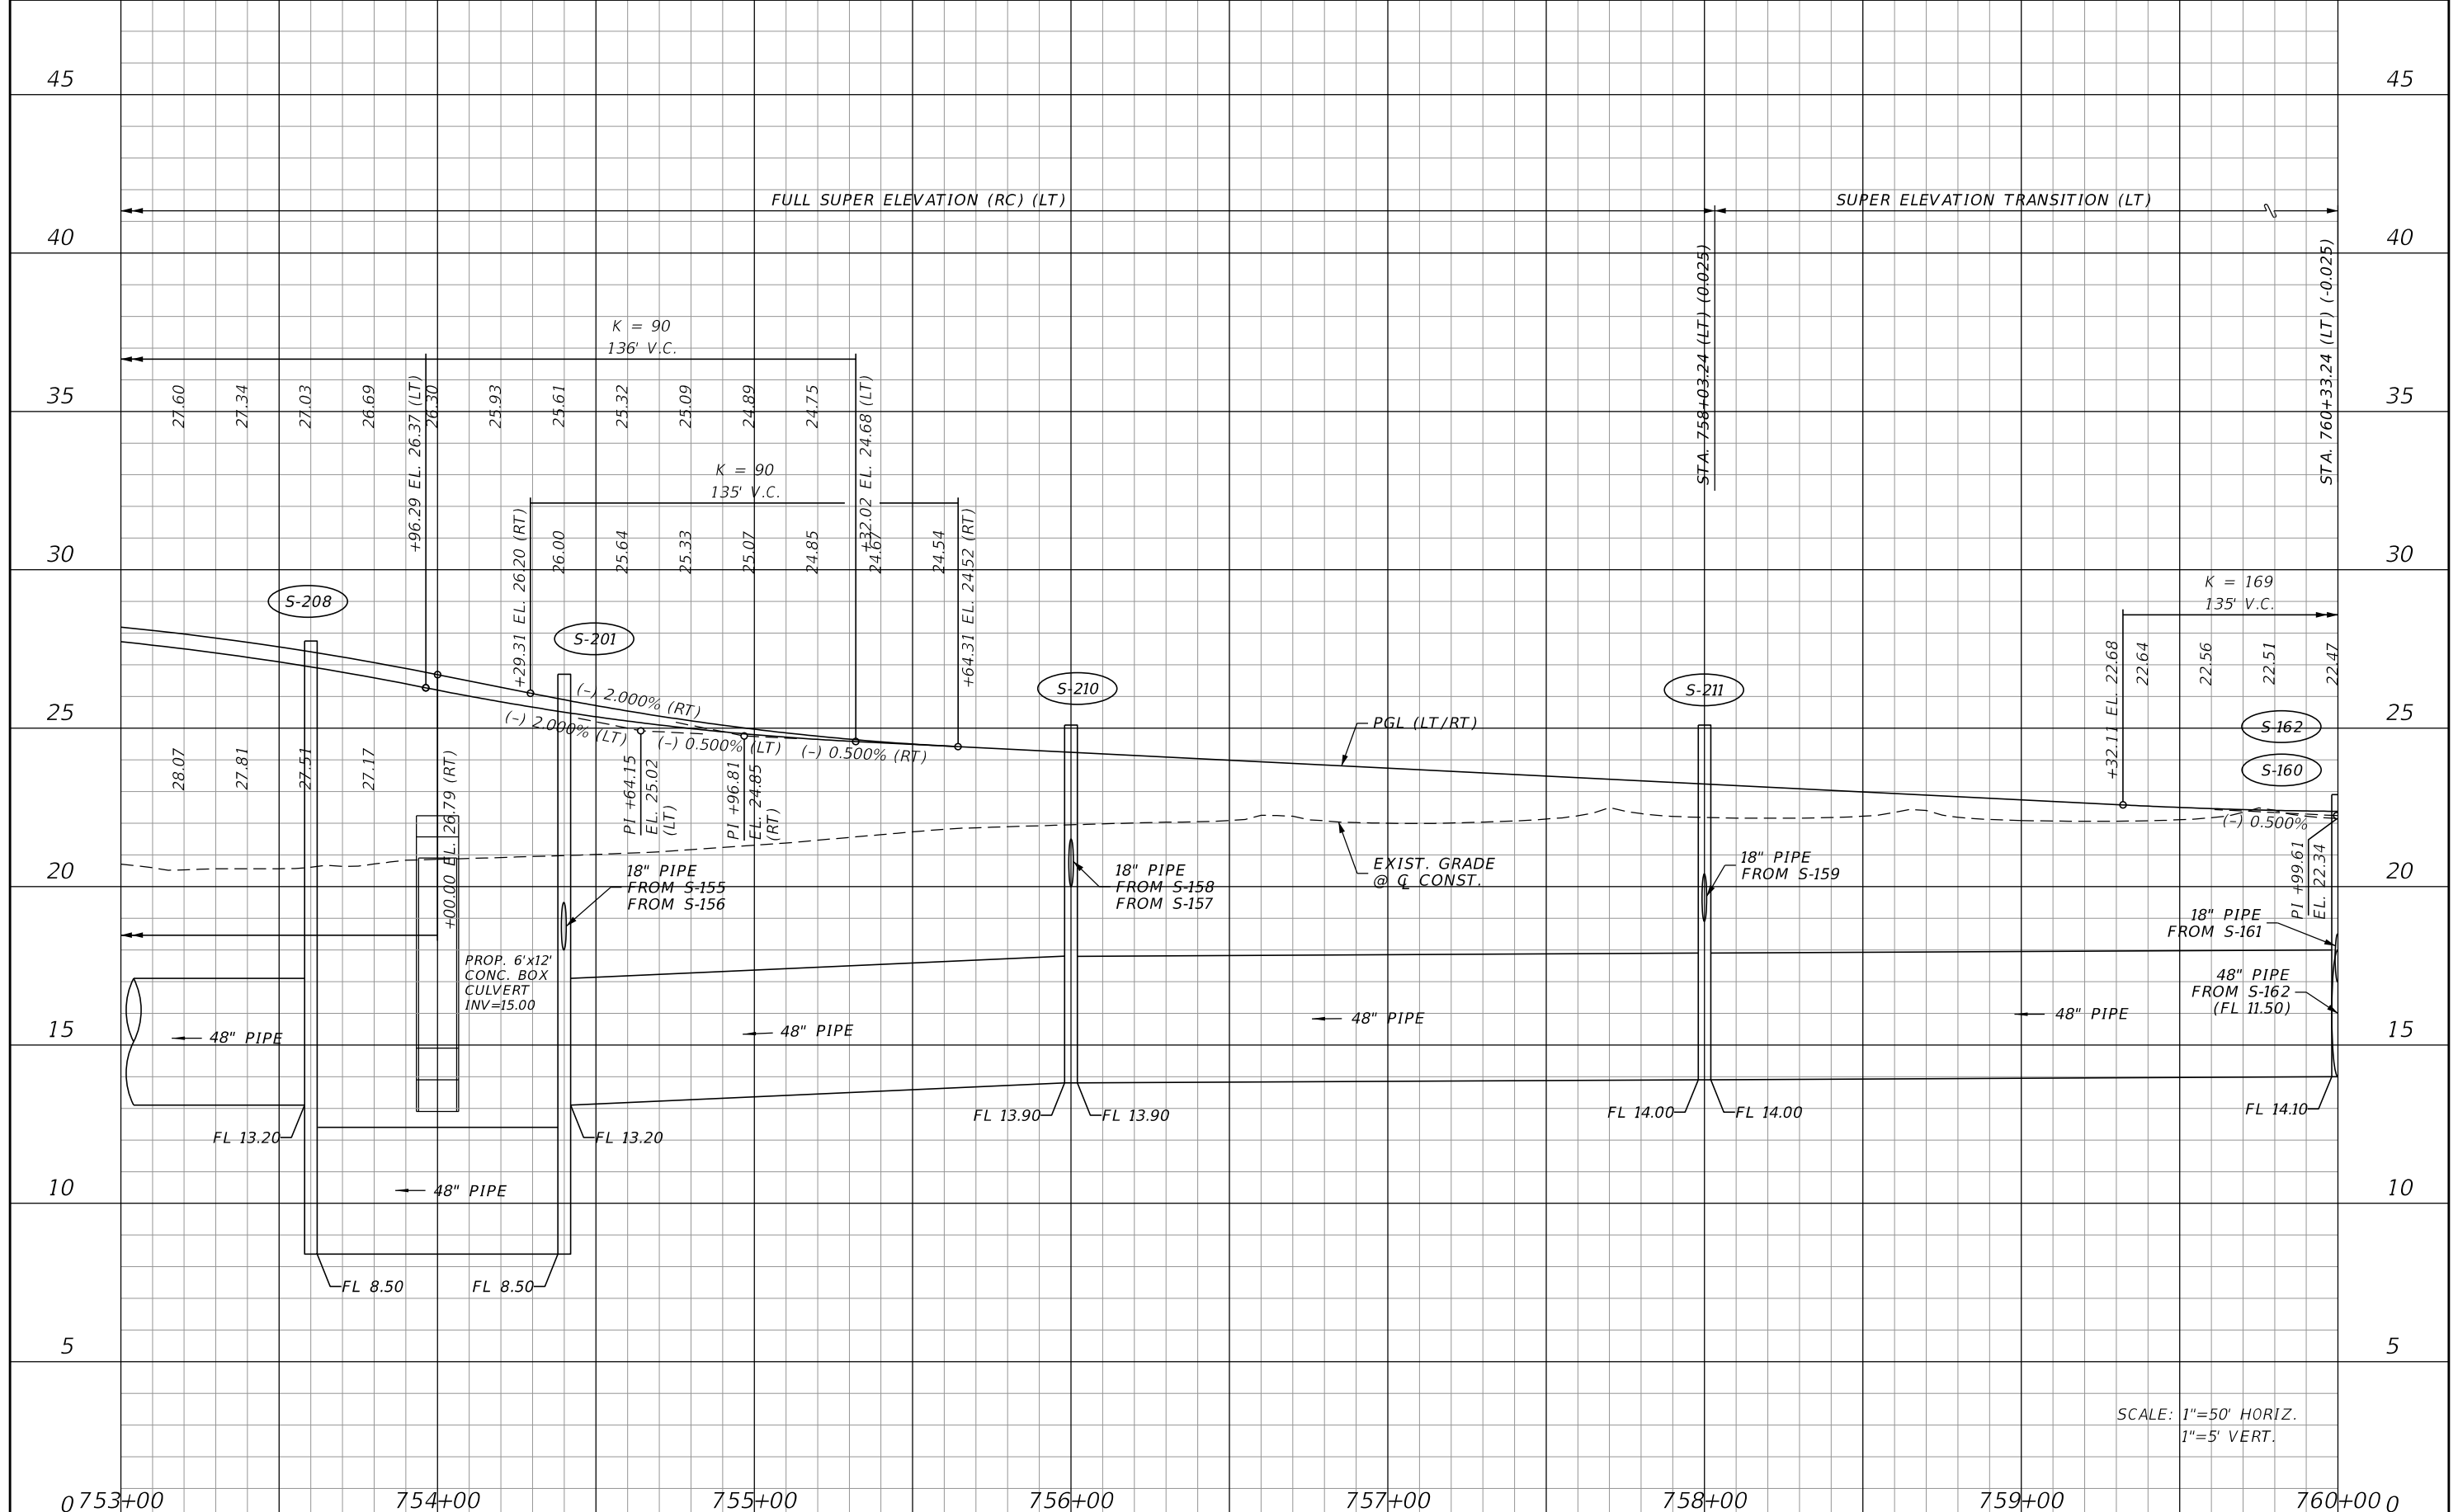 45
45
FULL SUPER ELEVATION (RC) (LT)
SUPER ELEVATION TRANSITION (LT)
40
40
STA. 758+03.24 (LT) (0.025)
STA. 760+33.24 (LT) (-0.025)
K = 90
136' V.C.
35
35
27.60
27.34
27.03
26.69
+96.29 EL. 26.37 (LT)
26.30
25.93
25.61
25.32
25.09
24.89
24.75
+32.02 EL. 24.68 (LT)
K = 90
135' V.C.
30
30
+29.31 EL. 26.20 (RT)
26.00
25.64
25.33
25.07
24.85
24.67
24.54
+64.31 EL. 24.52 (RT)
K = 169
135' V.C.
S-208
S-201
S-210
S-211
+32.11 EL. 22.68
22.64
22.56
22.51
22.47
(-) 2.000% (RT)
(-) 2.000% (LT)
(-) 0.500% (LT)
(-) 0.500% (RT)
25
25
PGL (LT/RT)
S-162
S-160
28.07
27.81
27.51
27.17
+00.00 EL. 26.79 (RT)
PI +64.15
EL. 25.02
(LT)
PI +96.81
EL. 24.85
(RT)
(-) 0.500%
PI +99.61
EL. 22.34
20
20
18" PIPE
FROM S-155
FROM S-156
18" PIPE
FROM S-158
FROM S-157
EXIST. GRADE
@ ℄ CONST.
18" PIPE
FROM S-159
18" PIPE
FROM S-161
PROP. 6'x12'
CONC. BOX
CULVERT
INV=15.00
48" PIPE
FROM S-162
(FL 11.50)
15
15
48" PIPE
48" PIPE
48" PIPE
48" PIPE
FL 13.20
FL 13.20
FL 13.90
FL 13.90
FL 14.00
FL 14.00
FL 14.10
10
10
48" PIPE
FL 8.50
FL 8.50
5
5
SCALE: 1"=50' HORIZ.
1"=5' VERT.
0
753+00
754+00
755+00
756+00
757+00
758+00
759+00
760+00
0